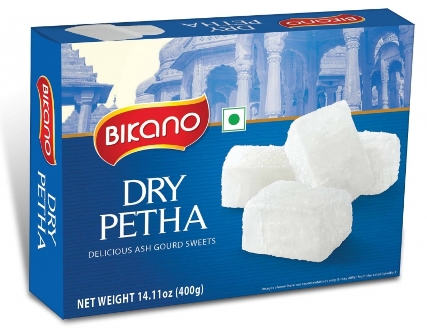 BIKANO
DRY
PETHA
DELICIOUS ASH GOURD SWEETS
NET WEIGHT 14.11oz (400g)
BIKANO
DRY
PETHA